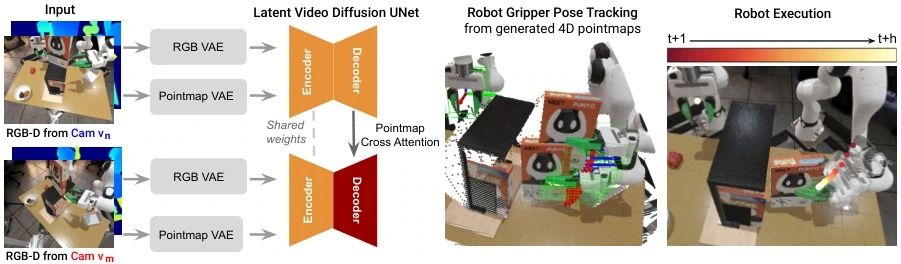 Input
RGB-D from Cam vn
RGB-D from Cam vm
RGB VAE
Pointmap VAE
RGB VAE
Pointmap VAE
Latent Video Diffusion UNet
Encoder
Decoder
Shared
weights
Pointmap
Cross Attention
Encoder
Decoder
Robot Gripper Pose Tracking
from generated 4D pointmaps
MEET PUNYO
Robot Execution
t+1
t+h